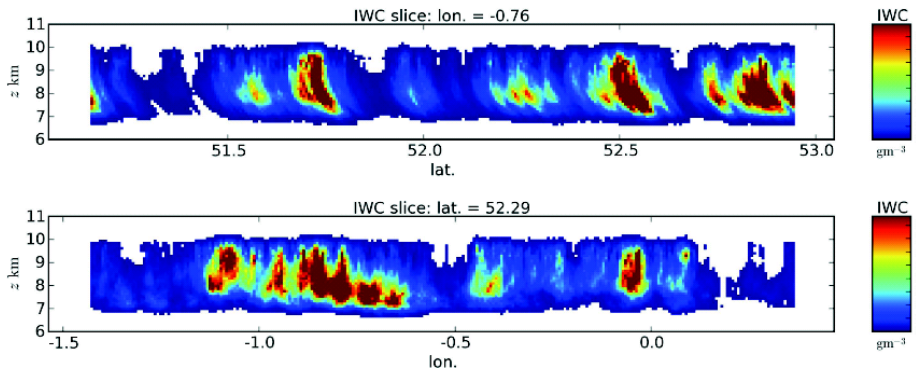 IWC slice: lon. = -0.76
IWC
11
10
9
8
7
6
z km
51.5
52.0
52.5
53.0
lat.
gm⁻³
IWC slice: lat. = 52.29
IWC
11
10
9
8
7
6
z km
-1.5
-1.0
-0.5
0.0
lon.
gm⁻³